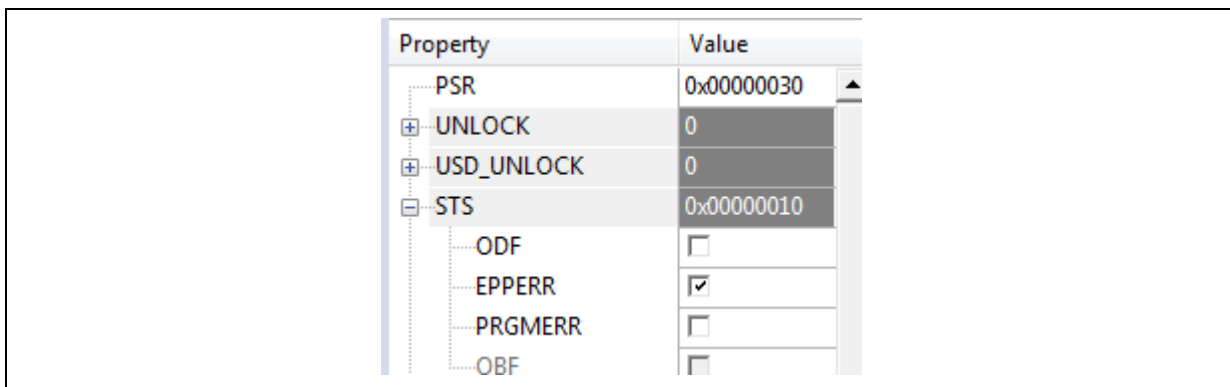 Property Value
PSR 0x00000030
UNLOCK 0
USD_UNLOCK 0
STS 0x00000010
ODF
EPPERR
PRGMERR
OBF